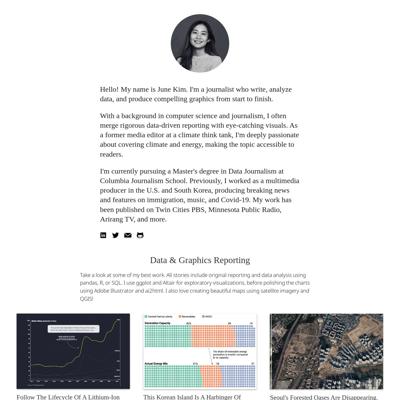 Hello! My name is June Kim. I'm a journalist who write, analyze
data, and produce compelling graphics from start to finish.
With a background in computer science and journalism, I often
merge rigorous data-driven reporting with eye-catching visuals. As
a former media editor at a climate think tank, I'm deeply passionate
about covering climate and energy, making the topic accessible to
readers.
I'm currently pursuing a Master's degree in Data Journalism at
Columbia Journalism School. Previously, I worked as a multimedia
producer in the U.S. and South Korea, producing breaking news
and features on immigration, music, and Covid-19. My work has
been published on Twin Cities PBS, Minnesota Public Radio,
Arirang TV, and more.
Data & Graphics Reporting
Take a look at some of my best work. All stories include original reporting and data analysis using
pandas, R, or SQL. I use ggplot and Altair for exploratory visualizations, before polishing the charts
using Adobe Illustrator and ai2html. I also love creating beautiful maps using satellite imagery and
QGIS!
Generation Capacity
Actual Energy Mix
Follow The Lifecycle Of A Lithium-Ion
This Korean Island Is A Harbinger Of
Seoul's Forested Oases Are Disappearing.